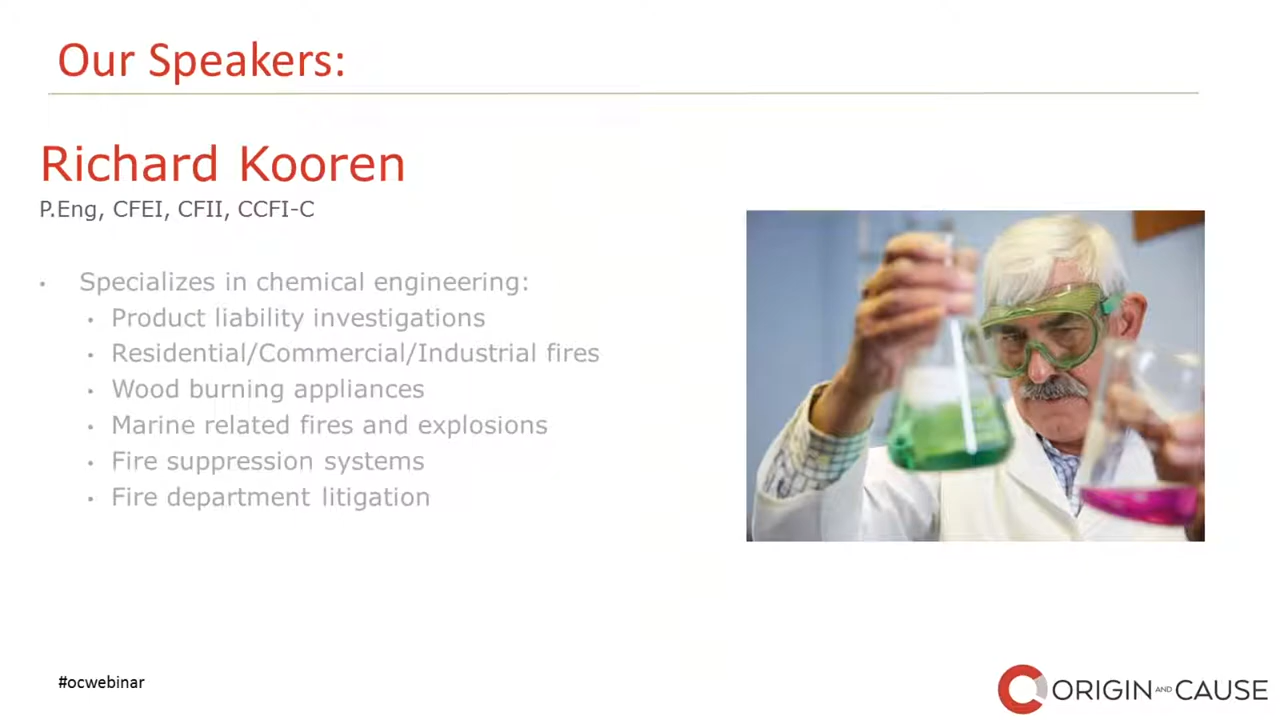 Our Speakers:
Richard Kooren
P.Eng, CFEI, CFII, CCFI-C
• Specializes in chemical engineering:
• Product liability investigations
• Residential/Commercial/Industrial fires
• Wood burning appliances
• Marine related fires and explosions
• Fire suppression systems
• Fire department litigation
#ocwebinar
ORIGIN AND CAUSE